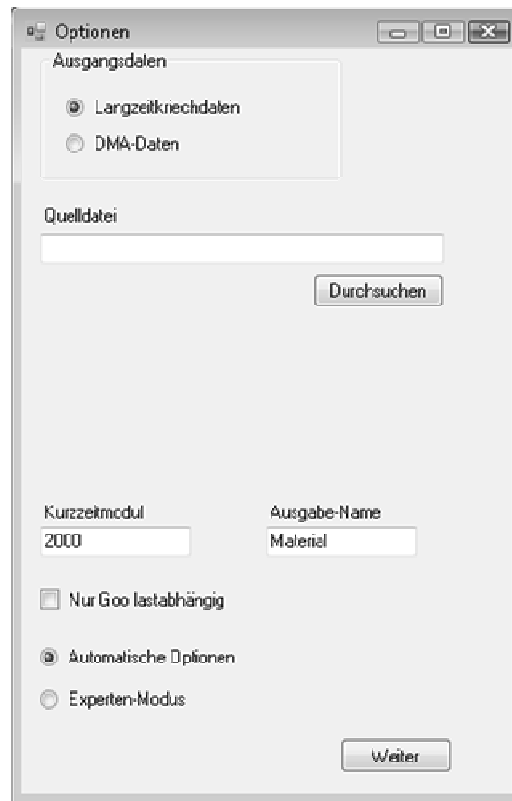 Optionen
Ausgangsdaten
Langzeitkriechdaten
DMA-Daten
Quelldatei
Durchsuchen
Kurzzeitmodul
Ausgabe-Name
2000
Material
Nur Goo lastabhängig
Automatische Optionen
Experten-Modus
Weiter